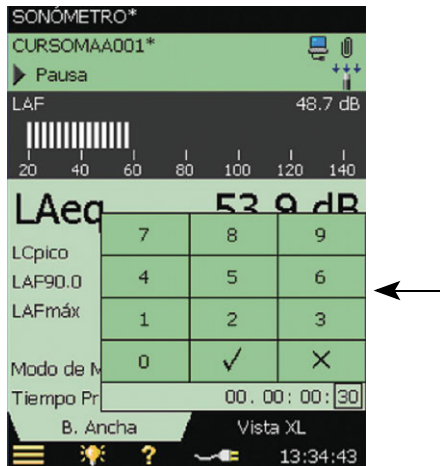 SONÓMETRO*
CURSOMAA001*
Pausa
LAF 48.7 dB
20 40 60 80 100 120 140
LAeq 53.9 dB
7 8 9
LCpico
LAF90.0 4 5 6
LAFmáx 1 2 3
0 ✓ ✕
Modo de M
Tiempo Pr 00. 00: 00: 30
B. Ancha Vista XL
? 13:34:43